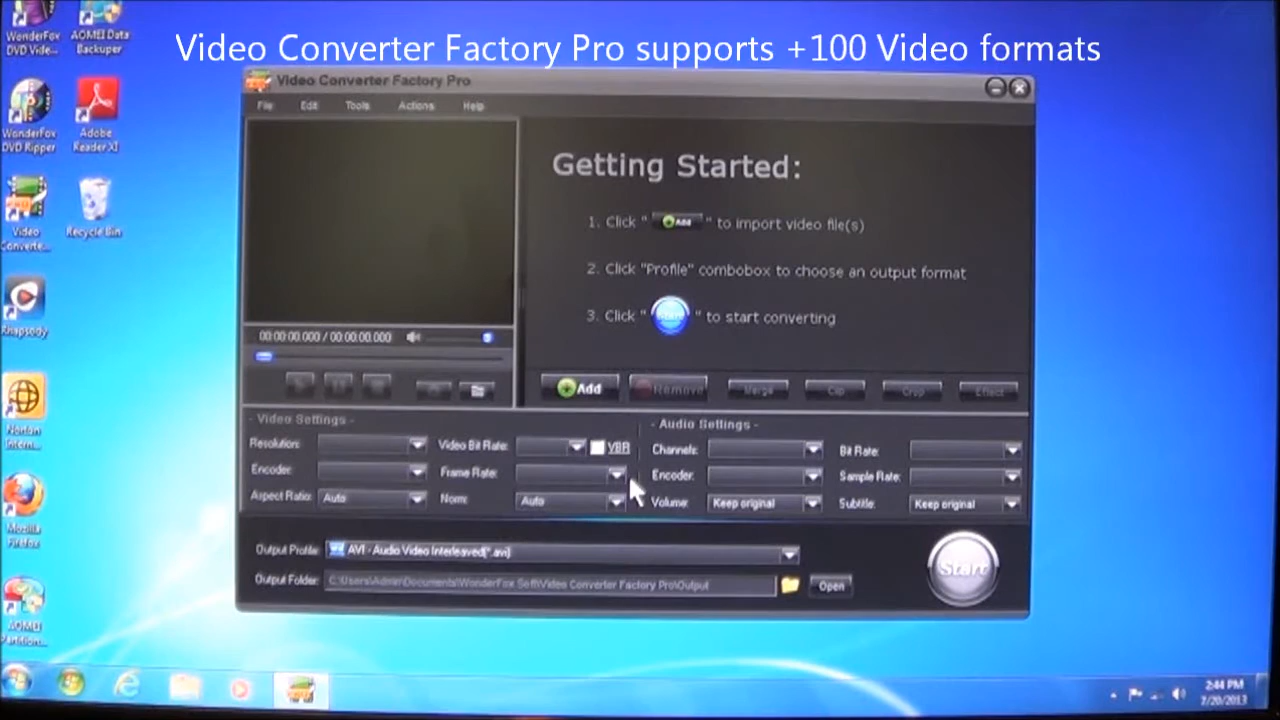 WonderFox
DVD Vide...
AOMEI Data
Backuper
Video Converter Factory Pro supports +100 Video formats
Video Converter Factory Pro
File Edit Tools Actions Help
WonderFox
DVD Ripper
Adobe
Reader XI
Getting Started:
1. Click " Add " to import video file(s)
Video
Converte...
Recycle Bin
2. Click "Profile" combobox to choose an output format
3. Click " Start " to start converting
Rhapsody
00:00:00.000 / 00:00:00.000
Add Remove Merge Clip Crop Effect
- Video Settings -
- Audio Settings -
Resolution: Video Bit Rate: VBR Channels: Bit Rate:
Norton
Intern...
Encoder: Frame Rate: Encoder: Sample Rate:
Aspect Ratio: Auto Norm: Auto Volume: Keep original Subtitle: Keep original
Mozilla
Firefox
Output Profile: AVI - Audio Video Interleaved(*.avi)
Output Folder: C:\Users\Admin\Documents\WonderFox Soft\Video Converter Factory Pro\Output Open
Start
AOMEI
Partition...
2:44 PM
7/20/2013